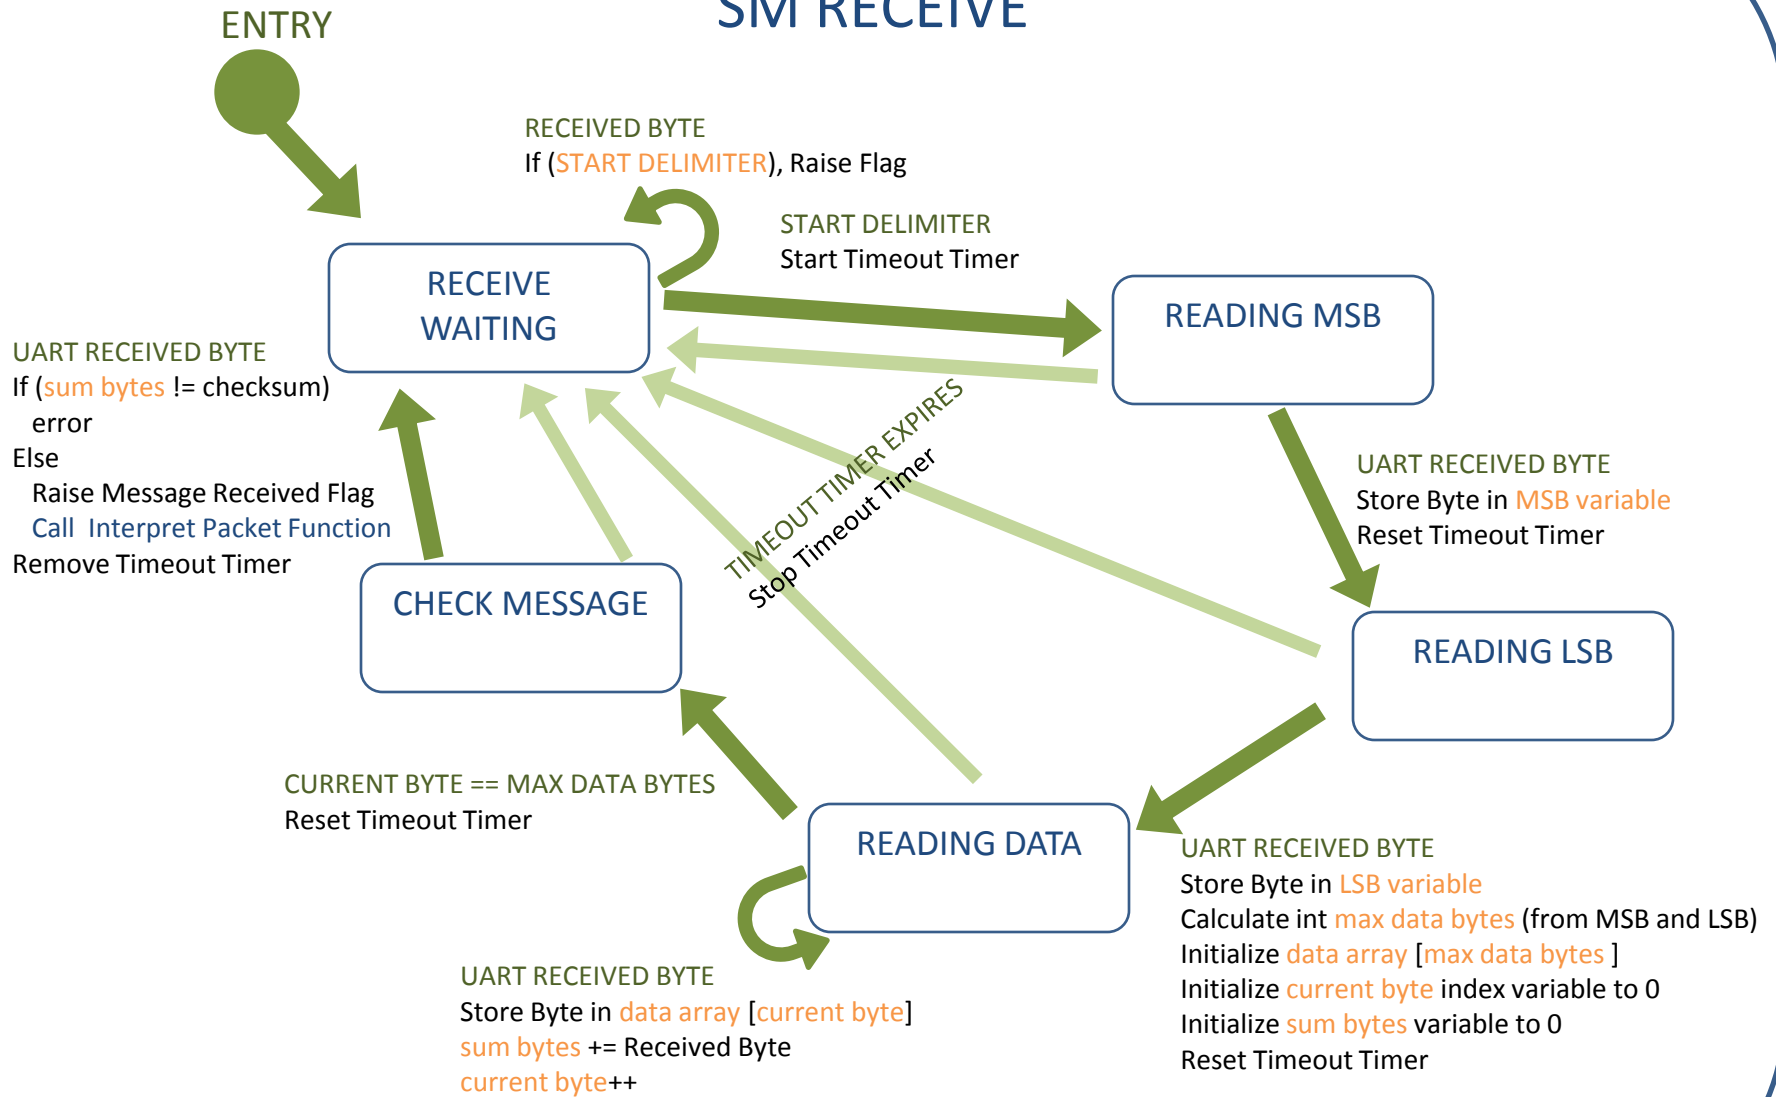 SM RECEIVE
ENTRY
RECEIVED BYTE
If (START DELIMITER), Raise Flag
START DELIMITER
Start Timeout Timer
RECEIVE
WAITING
READING MSB
UART RECEIVED BYTE
If (sum bytes != checksum)
error
Else
Raise Message Received Flag
Call Interpret Packet Function
Remove Timeout Timer
TIMEOUT TIMER EXPIRES
Stop Timeout Timer
UART RECEIVED BYTE
Store Byte in MSB variable
Reset Timeout Timer
CHECK MESSAGE
READING LSB
CURRENT BYTE == MAX DATA BYTES
Reset Timeout Timer
READING DATA
UART RECEIVED BYTE
Store Byte in LSB variable
Calculate int max data bytes (from MSB and LSB)
Initialize data array [max data bytes ]
Initialize current byte index variable to 0
Initialize sum bytes variable to 0
Reset Timeout Timer
UART RECEIVED BYTE
Store Byte in data array [current byte]
sum bytes += Received Byte
current byte++